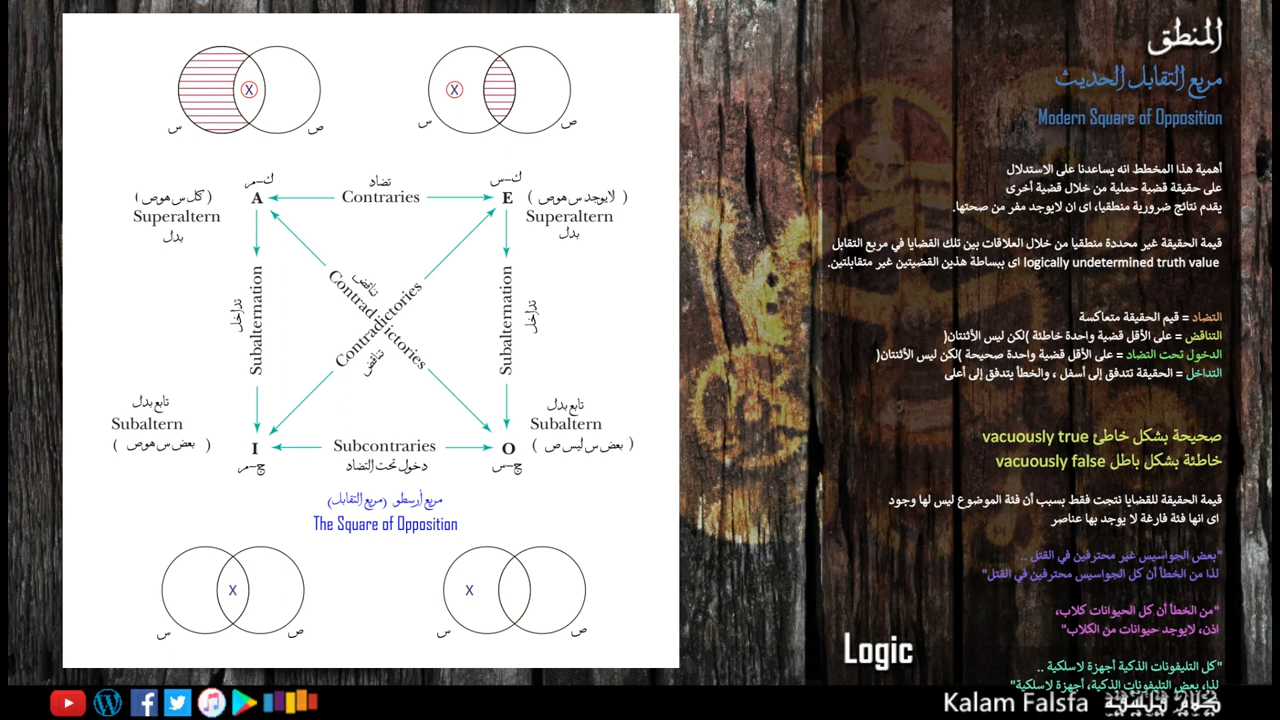 المنطق
مربع التقابل الحديث
Modern Square of Opposition
أهمية هذا المخطط انه يساعدنا على الاستدلال
على حقيقة قضية حملية من خلال قضية أخرى
يقدم نتائج ضرورية منطقيا، اى ان لايوجد مفر من صحتها.
قيمة الحقيقة غير محددة منطقيا من خلال العلاقات بين تلك القضايا في مربع التقابل
logically undetermined truth value اى ببساطة هذين القضيتين غير متقابلتين.
التضاد = قيم الحقيقة متعاكسة
التناقض = على الأقل قضية واحدة خاطئة )لكن ليس الأثنتان(
الدخول تحت التضاد = على الأقل قضية واحدة صحيحة )لكن ليس الأثنتان(
التداخل = الحقيقة تتدفق إلى أسفل ، والخطأ يتدفق إلى أعلى
صحيحة بشكل خاطئ vacuously true
خاطئة بشكل باطل vacuously false
قيمة الحقيقة للقضايا نتجت فقط بسبب أن فئة الموضوع ليس لها وجود
اى انها فئة فارغة لا يوجد بها عناصر
"بعض الجواسيس غير محترفين في القتل ..
لذا من الخطأ أن كل الجواسيس محترفين في القتل"
"من الخطأ أن كل الحيوانات كلاب،
اذن، لايوجد حيوانات من الكلاب"
"كل التليفونات الذكية أجهزة لاسلكية ..
لذا، بعض التليفونات الذكية، أجهزة لاسلكية"
X
X
س
ص
س
ص
ك-م
تضاد
ك-س
(كل س هو ص)
A
Contraries
E
(لايوجد س هو ص)
Superaltern
Superaltern
بدل
بدل
تداخل
Subalternation
تناقض
Contradictories
Contradictories
تناقض
Subalternation
تداخل
تابع بدل
تابع بدل
Subaltern
Subaltern
(بعض س هو ص)
I
Subcontraries
O
(بعض س ليس ص)
ج-م
دخول تحت التضاد
ج-س
مربع أرسطو (مربع التقابل)
The Square of Opposition
X
X
س
ص
س
ص
Logic
Kalam Falsfa
كلام فلسفة